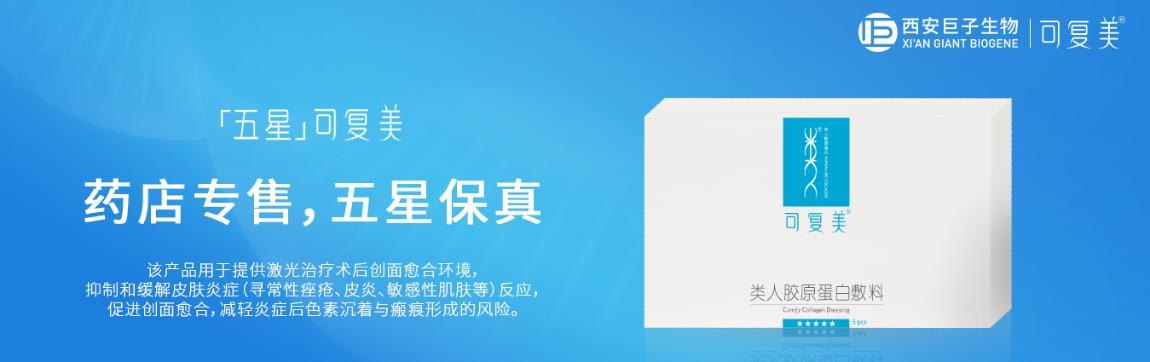 西安巨子生物
XI'AN GIANT BIOGENE
可复美®
「五星」可复美
药店专售，五星保真
该产品用于提供激光治疗术后创面愈合环境，
抑制和缓解皮肤炎症（寻常性痤疮、皮炎、敏感性肌肤等）反应，
促进创面愈合，减轻炎症后色素沉着与瘢痕形成的风险。
可复美®
类人胶原蛋白敷料
Comfy Collagen Dressing
5 pcs